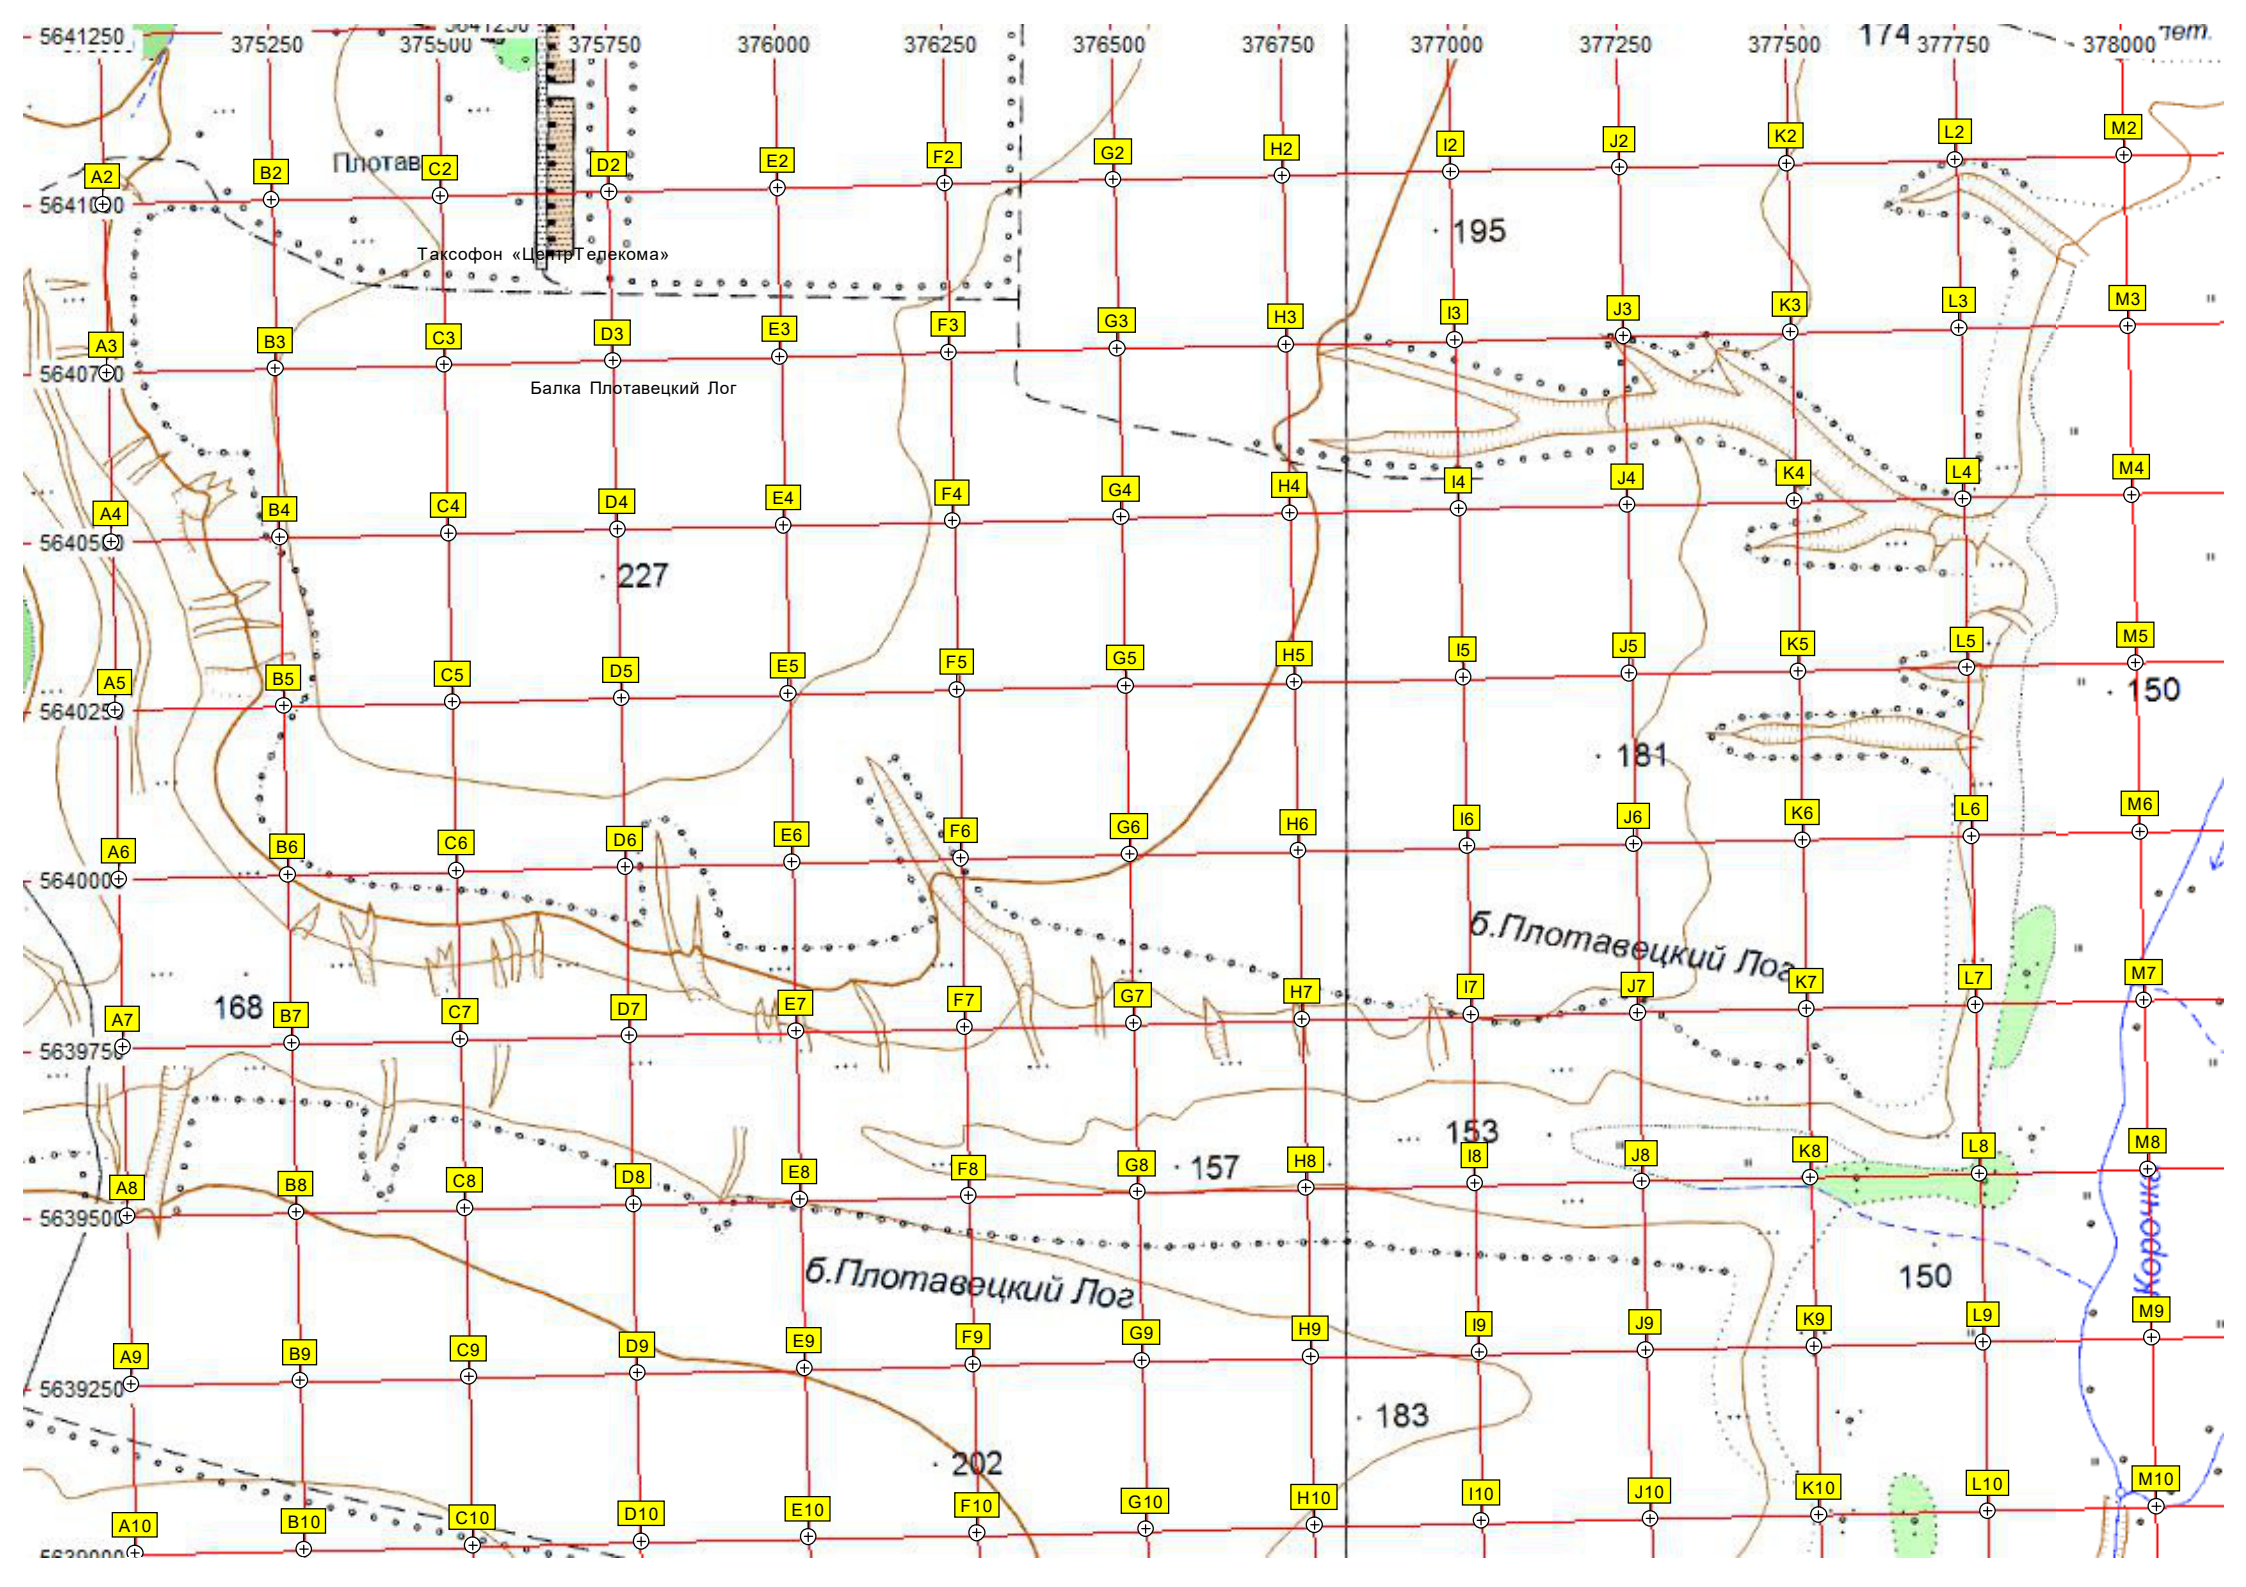 5641250 375250 375500 5641250 375750 376000 376250 376500 376750 377000 377250 377500 174 377750 378000 лет.
A2 B2 Плотав C2 D2 E2 F2 G2 H2 I2 J2 K2 L2 M2
5641000
195
Таксофон «ЦентрТелекома»
A3 B3 C3 D3 E3 F3 G3 H3 I3 J3 K3 L3 M3
5640750
Балка Плотавецкий Лог
A4 B4 C4 D4 E4 F4 G4 H4 I4 J4 K4 L4 M4
5640500
227
A5 B5 C5 D5 E5 F5 G5 H5 I5 J5 K5 L5 M5
5640250
150
181
A6 B6 C6 D6 E6 F6 G6 H6 I6 J6 K6 L6 M6
5640000
б.Плотавецкий Лог
168
A7 B7 C7 D7 E7 F7 G7 H7 I7 J7 K7 L7 M7
5639750
153
157
A8 B8 C8 D8 E8 F8 G8 H8 I8 J8 K8 L8 M8
5639500
Корочка
б.Плотавецкий Лог
150
A9 B9 C9 D9 E9 F9 G9 H9 I9 J9 K9 L9 M9
5639250
183
202
A10 B10 C10 D10 E10 F10 G10 H10 I10 J10 K10 L10 M10
5639000